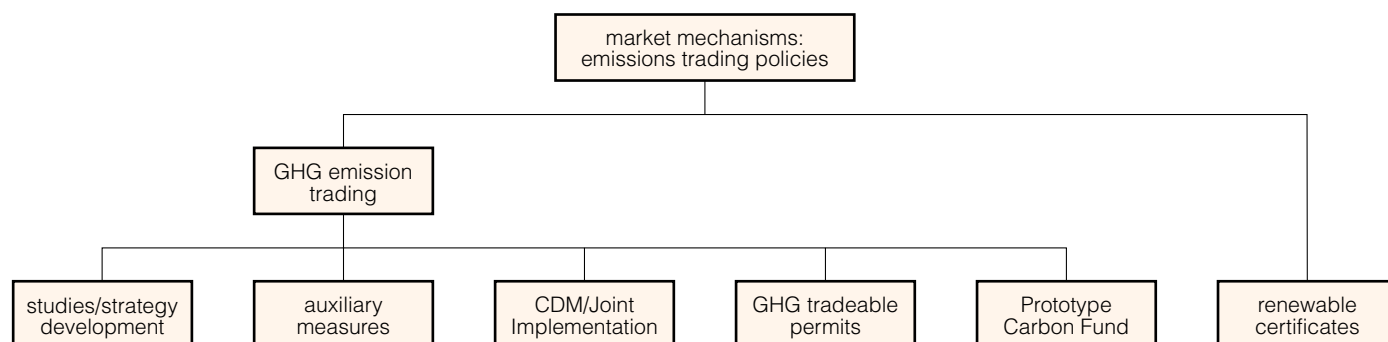 market mechanisms:
emissions trading policies
GHG emission
trading
studies/strategy
development
auxiliary
measures
CDM/Joint
Implementation
GHG tradeable
permits
Prototype
Carbon Fund
renewable
certificates